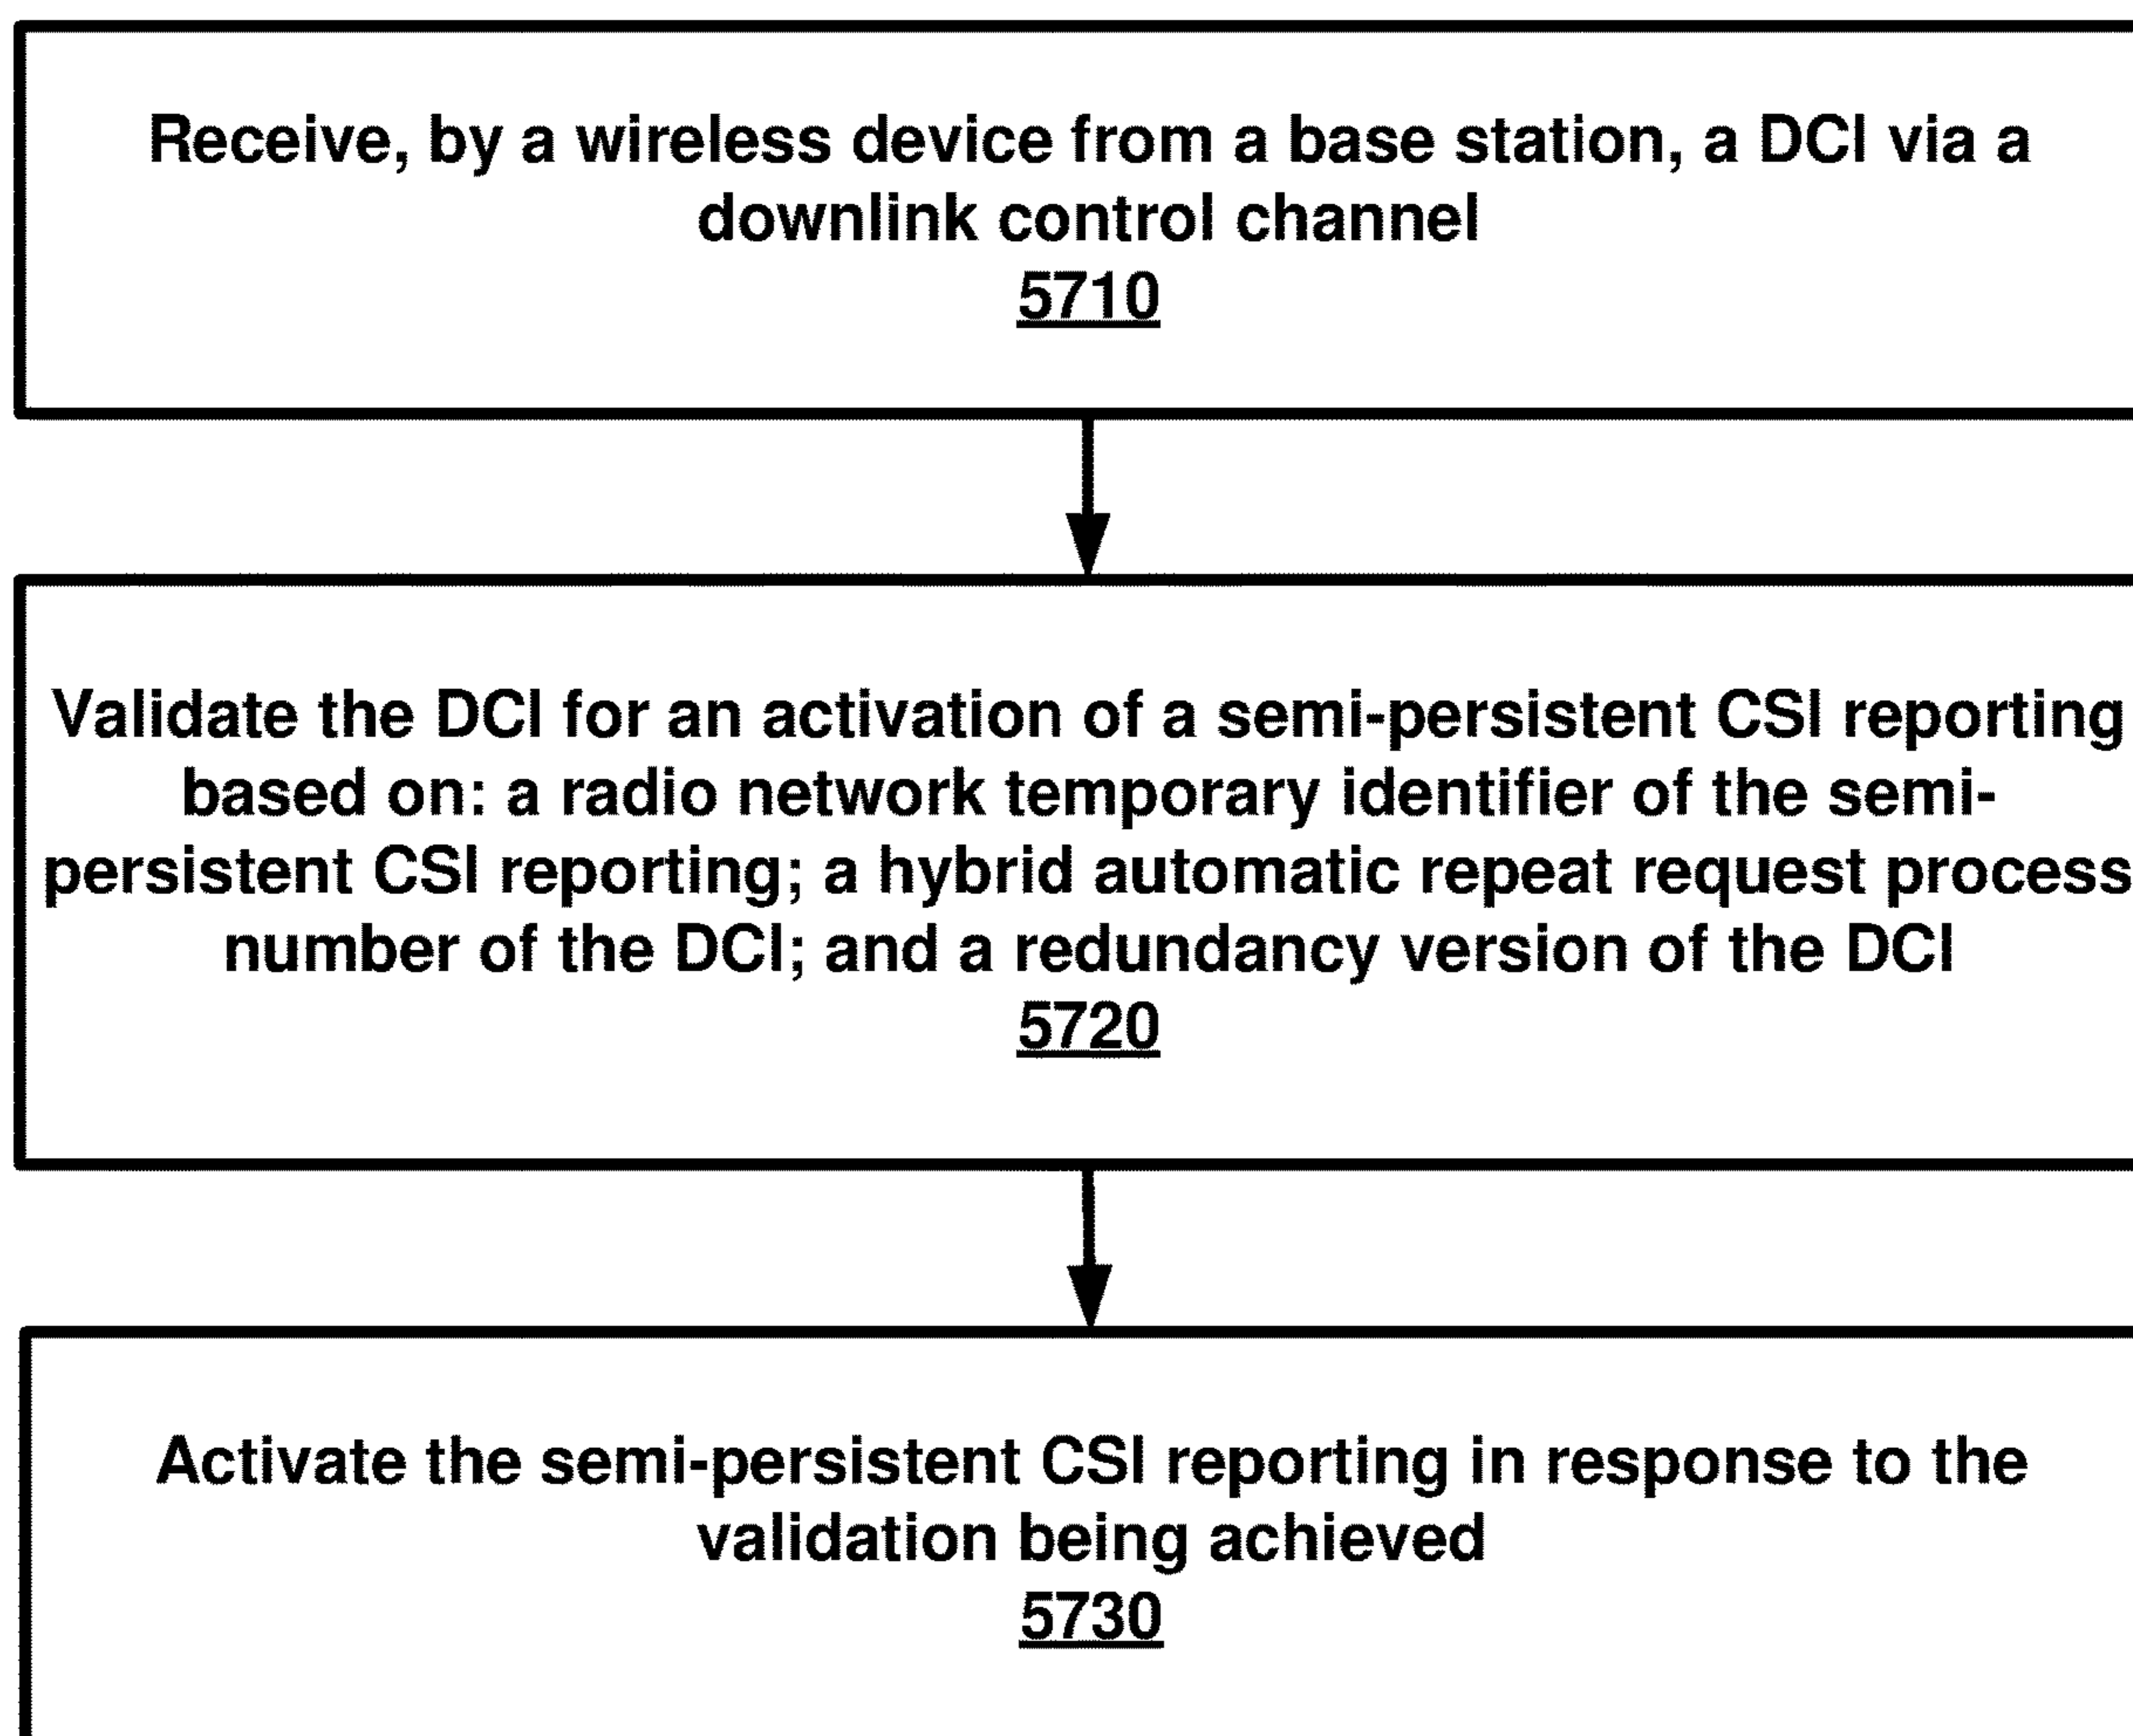 Receive, by a wireless device from a base station, a DCI via a
downlink control channel
5710
Validate the DCI for an activation of a semi-persistent CSI reporting
based on: a radio network temporary identifier of the semi-
persistent CSI reporting; a hybrid automatic repeat request process
number of the DCI; and a redundancy version of the DCI
5720
Activate the semi-persistent CSI reporting in response to the
validation being achieved
5730